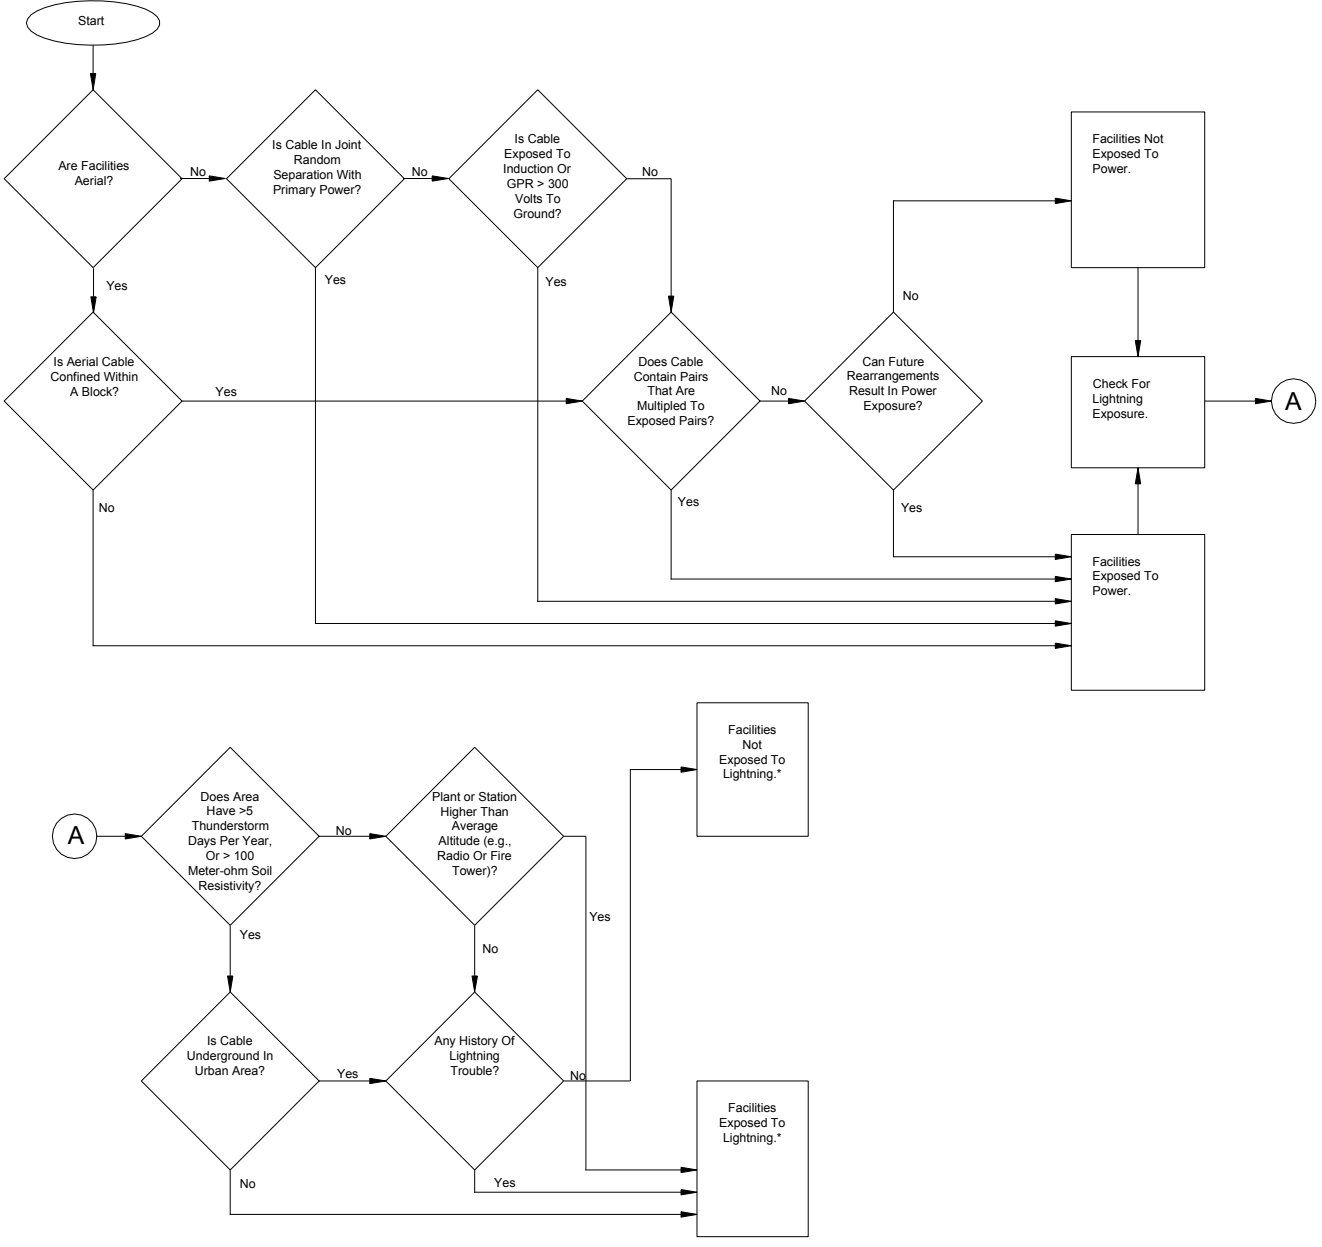 Start
Are Facilities
Aerial?
No
Is Cable In Joint
Random
Separation With
Primary Power?
No
Is Cable
Exposed To
Induction Or
GPR > 300
Volts To
Ground?
No
Facilities Not
Exposed To
Power.
Yes
Yes
Yes
No
Is Aerial Cable
Confined Within
A Block?
Yes
Does Cable
Contain Pairs
That Are
Multipled To
Exposed Pairs?
No
Can Future
Rearrangements
Result In Power
Exposure?
Check For
Lightning
Exposure.
A
No
Yes
Yes
Facilities
Exposed To
Power.
Facilities
Not
Exposed To
Lightning.*
A
Does Area
Have >5
Thunderstorm
Days Per Year,
Or > 100
Meter-ohm Soil
Resistivity?
No
Plant or Station
Higher Than
Average
Altitude (e.g.,
Radio Or Fire
Tower)?
Yes
Yes
No
Is Cable
Underground In
Urban Area?
Yes
Any History Of
Lightning
Trouble?
No
Facilities
Exposed To
Lightning.*
No
Yes